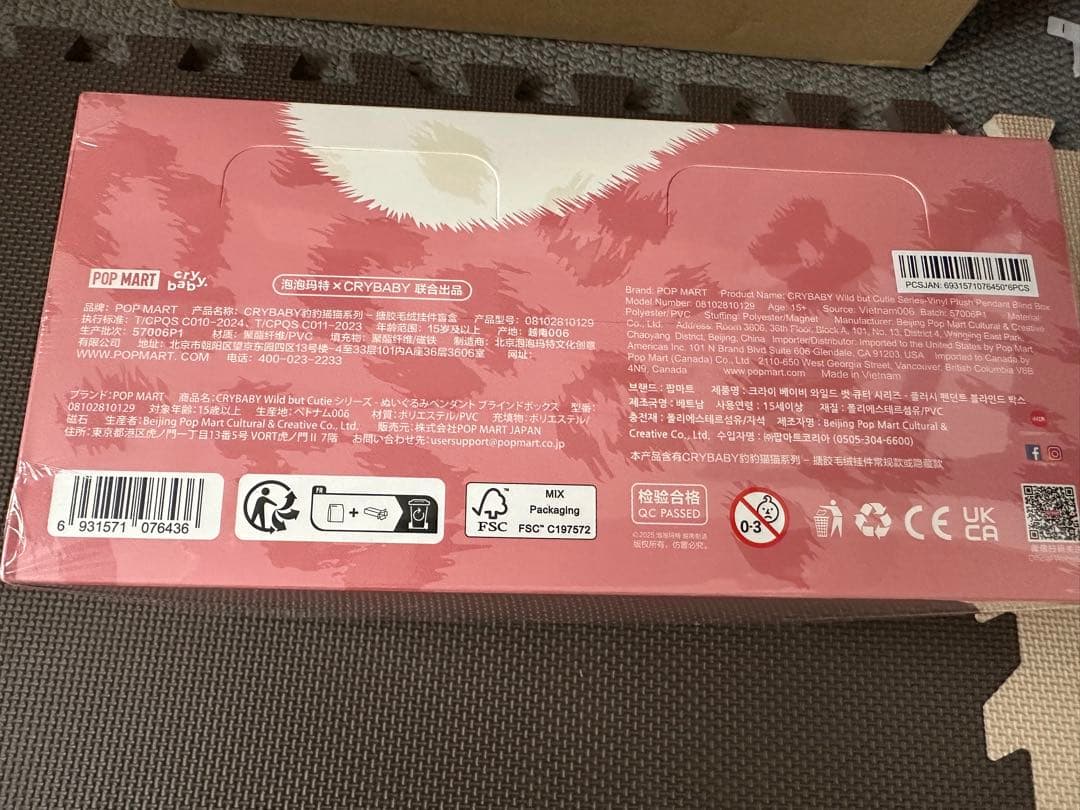 POP MART
cry baby.
泡泡玛特×CRYBABY 联合出品
品牌: POP MART 产品名称: CRYBABY豹豹猫猫系列 – 搪胶毛绒挂件盲盒 产品型号: 08102810129
执行标准: T/CPQS C010–2024、T/CPQS C011–2023 年龄范围: 15岁及以上 产地: 越南006
生产批次: 57006P1 材质: 聚酯纤维/PVC 填充物: 聚酯纤维/磁铁 制造商: 北京泡泡玛特文化创意
有限公司 地址: 北京市朝阳区望京东园四区13号楼-4至33层101内A座36层3606室 网址:
WWW.POPMART. COM 电话: 400-023-2233
ブランド: POP MART 商品名: CRYBABY Wild but Cutie シリーズ - ぬいぐるみペンダント ブラインドボックス 型番:
08102810129 対象年齢: 15歳以上 生産地: ベトナム006 材質: ポリエステル/PVC 充填物: ポリエステル/
磁石 生産者: Beijing Pop Mart Cultural & Creative Co., Ltd. 販売元: 株式会社POP MART JAPAN
住所: 東京都港区虎ノ門一丁目13番5号 VORT虎ノ門Ⅱ 7階 お問い合わせ先: usersupport@popmart.co.jp
6 931571 076436
FR
+
FSC
MIX
Packaging
FSC™ C197572
PCSJAN: 6931571076450*6PCS
Brand: POP MART Product Name: CRYBABY Wild but Cutie Series-Vinyl Plush Pendant Blind Box
Model Number: 08102810129 Age: 15+ Source: Vietnam006 Batch: 57006P1 Material:
Polyester/PVC Stuffing: Polyester/Magnet Manufacturer: Beijing Pop Mart Cultural & Creative
Co., Ltd. Address: Room 3606, 36th Floor, Block A, 101, No. 13, District 4, Wangjing East Park,
Chaoyang District, Beijing, China Importer/Distributor: Imported to the United States by Pop Mart
Americas Inc. 101 N Brand Blvd Suite 606 Glendale, CA 91203, USA Imported to Canada by
Pop Mart (Canada) Co., Ltd. 2110-650 West Georgia Street, Vancouver, British Columbia V6B
4N9, Canada www.popmart.com Made in Vietnam
브랜드 : 팝마트 제품명 : 크라이 베이비 와일드 벗 큐티 시리즈 - 플러시 펜던트 블라인드 박스
제조국명 : 베트남 사용연령 : 15세이상 재질 : 폴리에스테르섬유/PVC
충전재 : 폴리에스테르섬유/자석 제조자명 : Beijing Pop Mart Cultural &
Creative Co., Ltd. 수입자명 : ㈜팝마트코리아 (0505-304-6600)
本产品含有CRYBABY豹豹猫猫系列 – 搪胶毛绒挂件常规款或隐藏款
检验合格
QC PASSED
©2025 泡泡玛特 版权所有
版权所有，仿冒必究。
0-3
CE
UK
CA